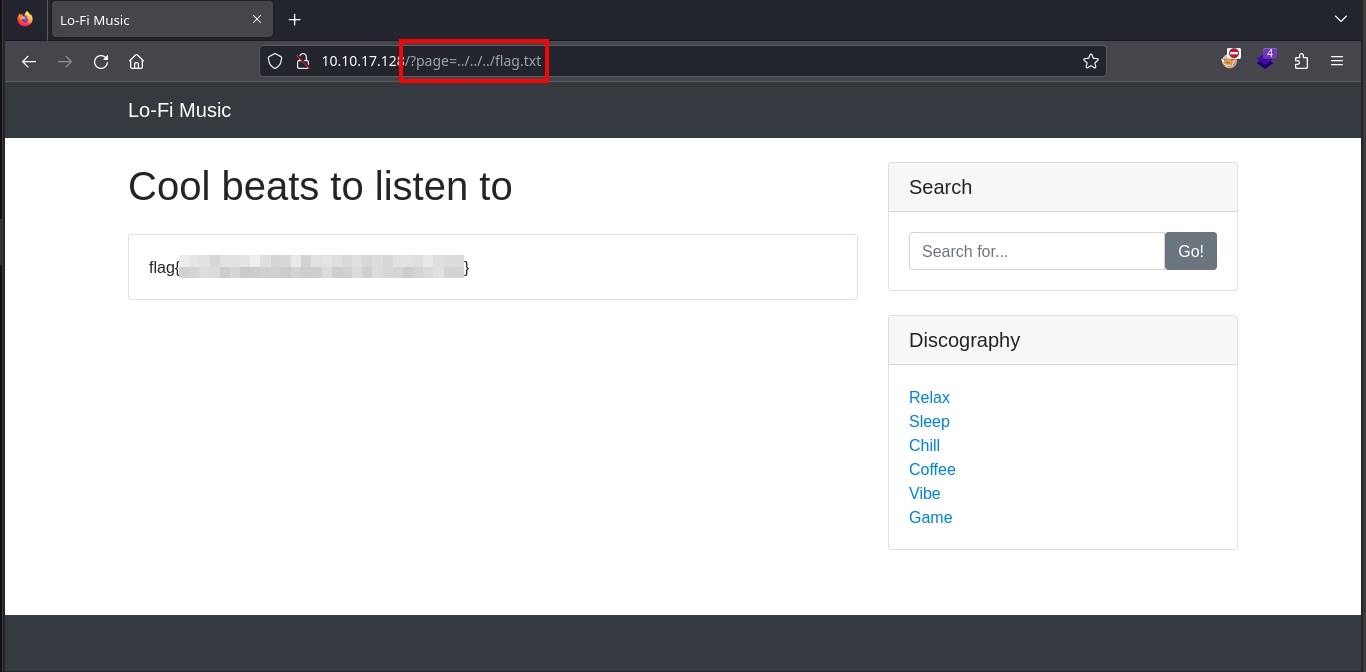 Lo-Fi Music
10.10.17.128/?page=../../../flag.txt
4
Lo-Fi Music
Cool beats to listen to
flag{}
Search
Search for...
Go!
Discography
Relax
Sleep
Chill
Coffee
Vibe
Game